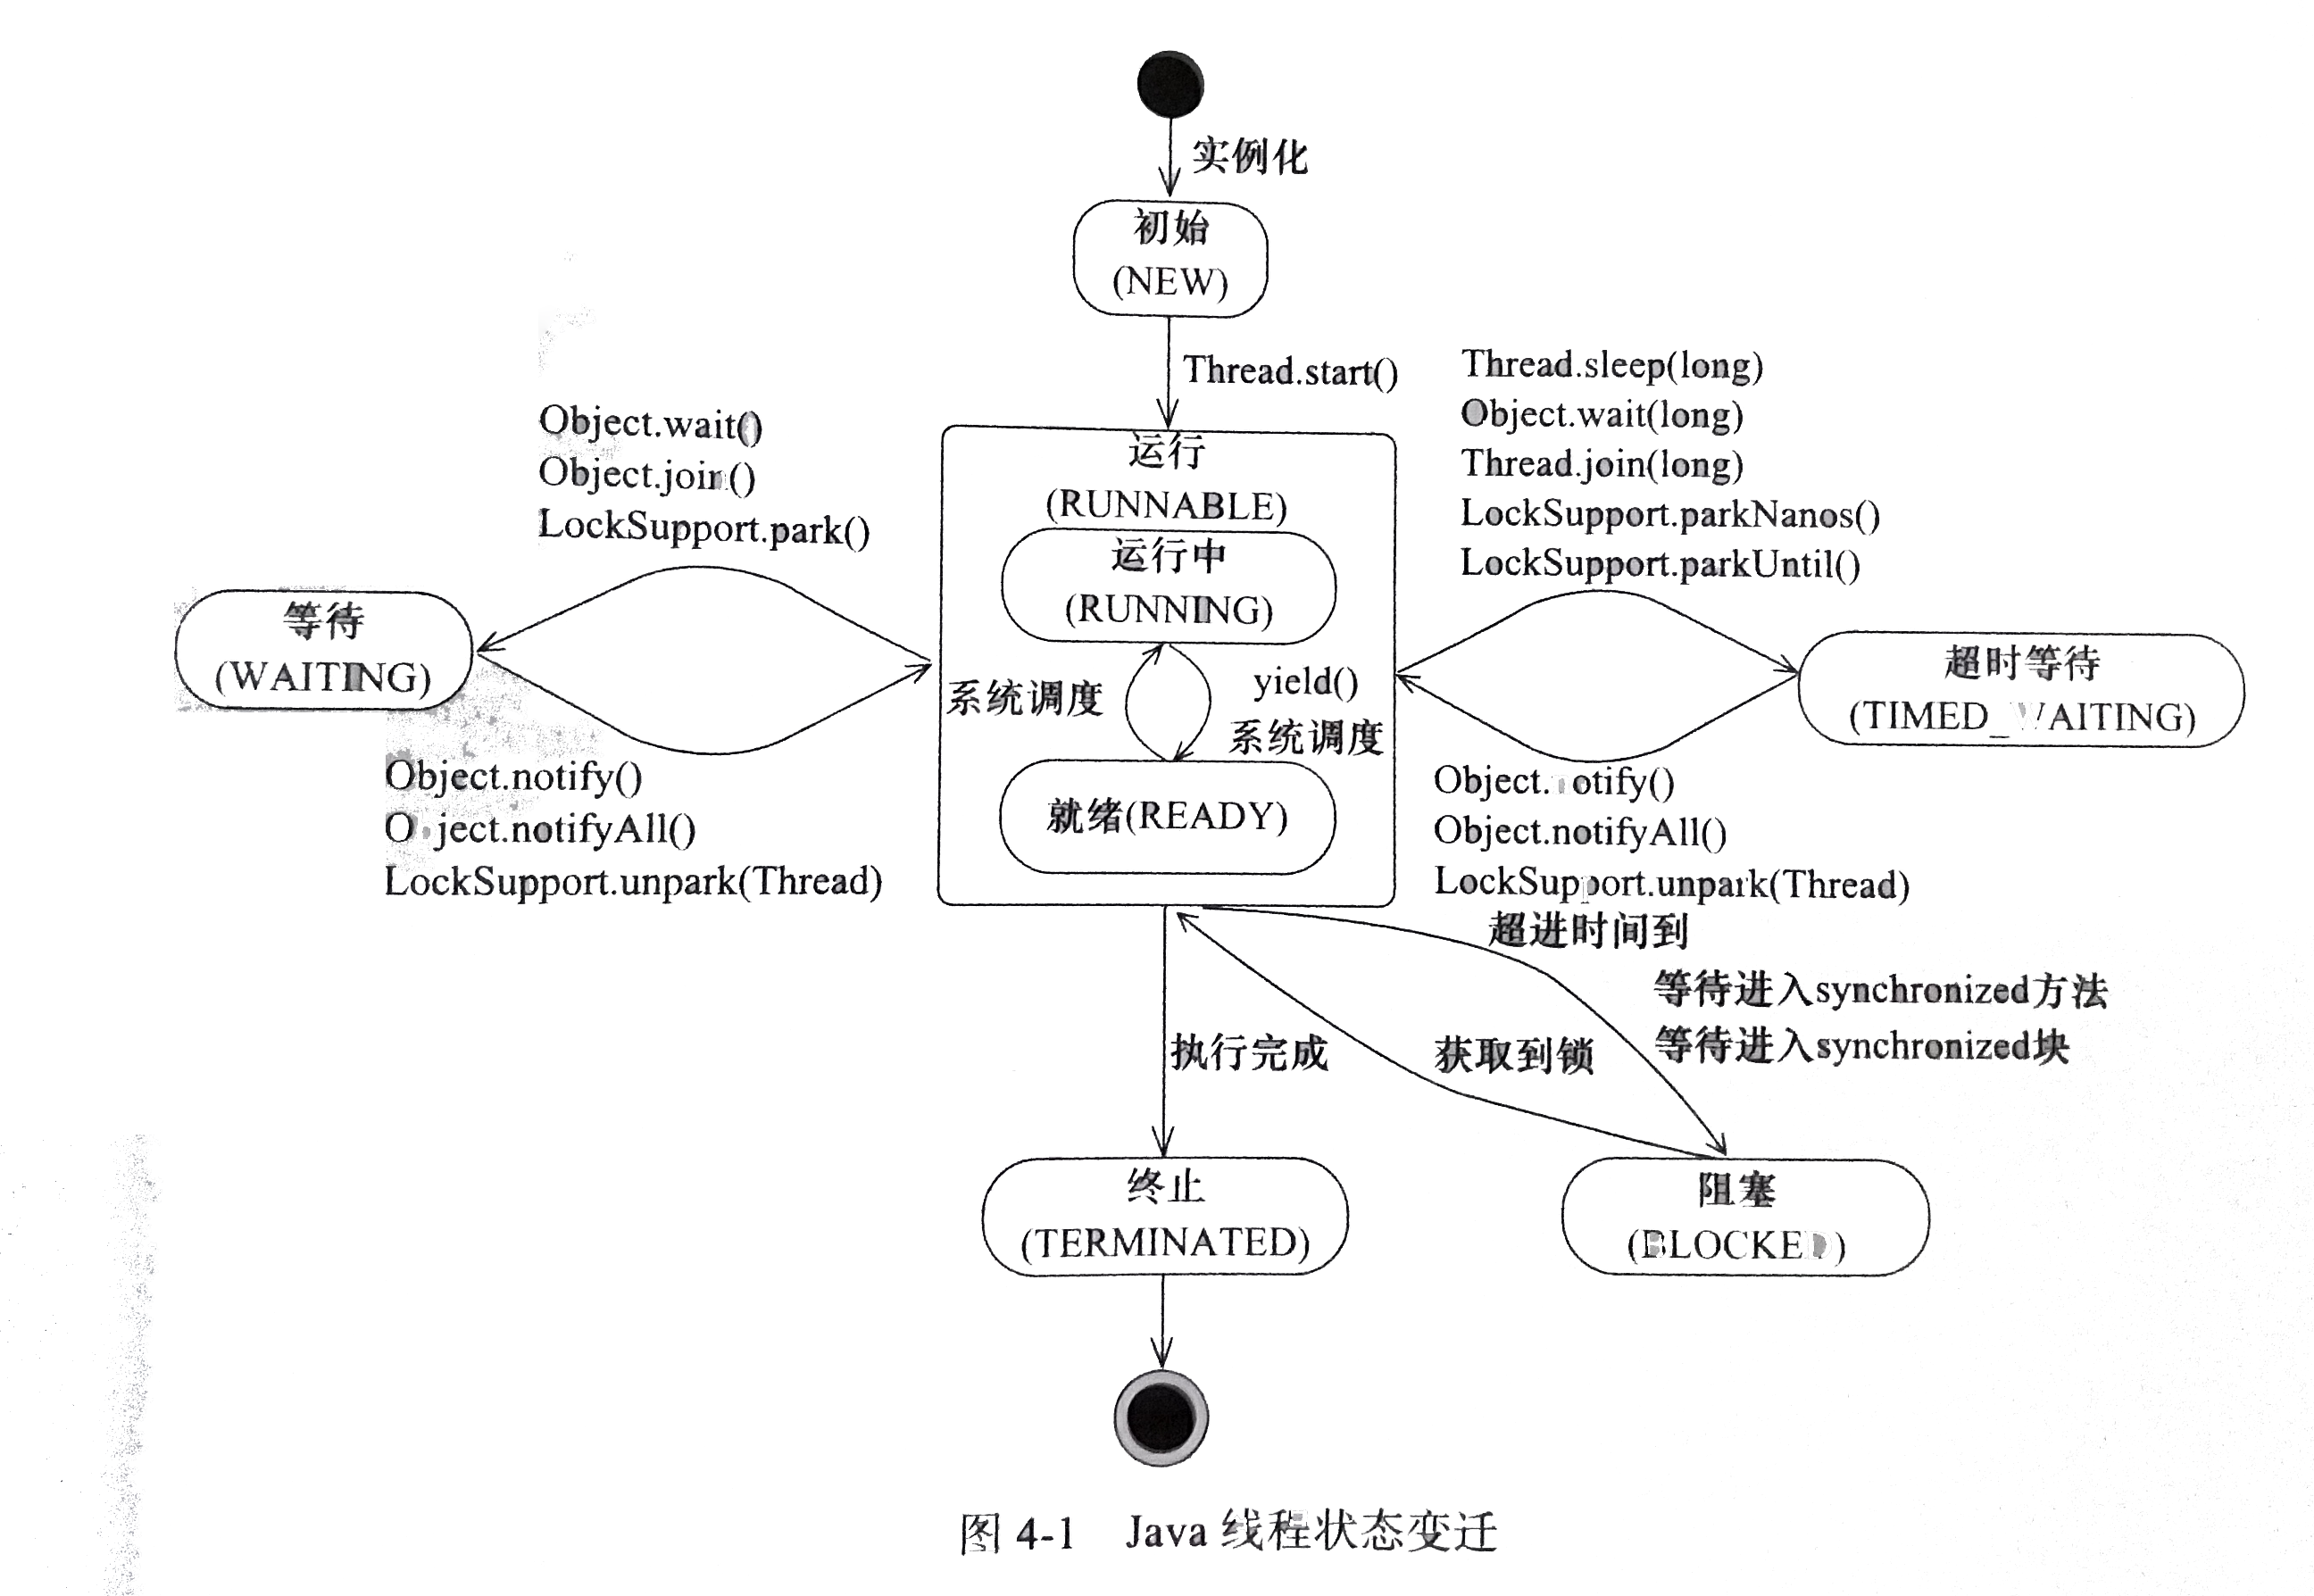 实例化
初始
(NEW)
Thread.start()
Object.wait()
Object.join()
LockSupport.park()
Thread.sleep(long)
Object.wait(long)
Thread.join(long)
LockSupport.parkNanos()
LockSupport.parkUntil()
运行
(RUNNABLE)
运行中
(RUNNING)
等待
(WAITING)
系统调度
yield()
系统调度
超时等待
(TIMED_WAITING)
就绪(READY)
Object.notify()
Object.notifyAll()
LockSupport.unpark(Thread)
Object.notify()
Object.notifyAll()
LockSupport.unpark(Thread)
超进时间到
等待进入synchronized方法
等待进入synchronized块
执行完成
获取到锁
终止
(TERMINATED)
阻塞
(BLOCKED)
图 4-1 Java 线程状态变迁